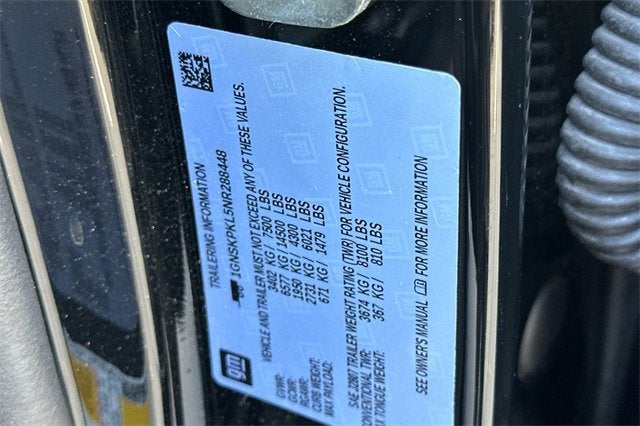 gm
TRAILERING INFORMATION
1GNSKPKL5NR288448
VEHICLE AND TRAILER MUST NOT EXCEED ANY OF THESE VALUES.
GVWR: 3402 KG / 7500 LBS
GCWR: 6577 KG / 14500 LBS
RGAWR: 1950 KG / 4300 LBS
CURB WEIGHT: 2731 KG / 6021 LBS
MAX PAYLOAD: 671 KG / 1479 LBS
SAE J2807 TRAILER WEIGHT RATING (TWR) FOR VEHICLE CONFIGURATION.
CONVENTIONAL TWR: 3674 KG / 8100 LBS
MAX TONGUE WEIGHT: 367 KG / 810 LBS
SEE OWNER'S MANUAL FOR MORE INFORMATION